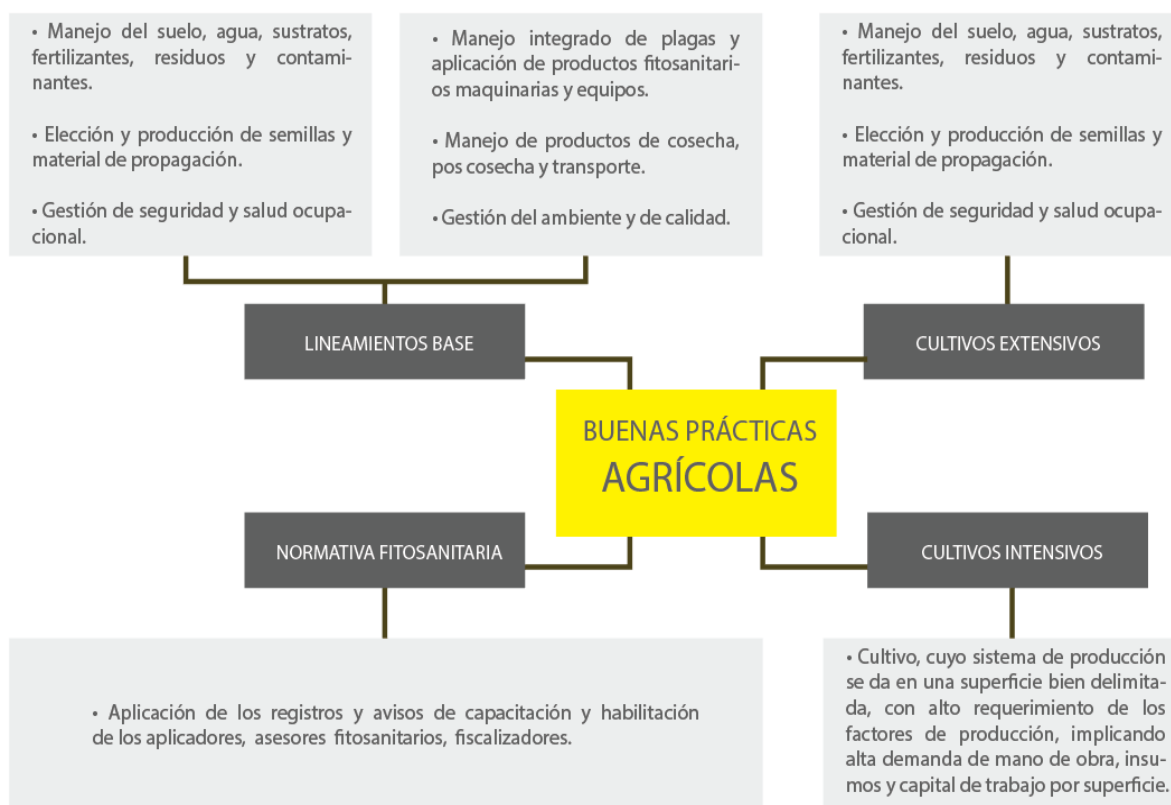 • Manejo del suelo, agua, sustratos,
fertilizantes, residuos y contami-
nantes.
• Elección y producción de semillas y
material de propagación.
• Gestión de seguridad y salud ocupa-
cional.
• Manejo integrado de plagas y
aplicación de productos fitosanitari-
os maquinarias y equipos.
• Manejo de productos de cosecha,
pos cosecha y transporte.
• Gestión del ambiente y de calidad.
• Manejo del suelo, agua, sustratos,
fertilizantes, residuos y contami-
nantes.
• Elección y producción de semillas y
material de propagación.
• Gestión de seguridad y salud ocupa-
cional.
LINEAMIENTOS BASE
CULTIVOS EXTENSIVOS
BUENAS PRÁCTICAS
AGRÍCOLAS
NORMATIVA FITOSANITARIA
CULTIVOS INTENSIVOS
• Aplicación de los registros y avisos de capacitación y habilitación
de los aplicadores, asesores fitosanitarios, fiscalizadores.
• Cultivo, cuyo sistema de producción
se da en una superficie bien delimita-
da, con alto requerimiento de los
factores de producción, implicando
alta demanda de mano de obra, insu-
mos y capital de trabajo por superficie.